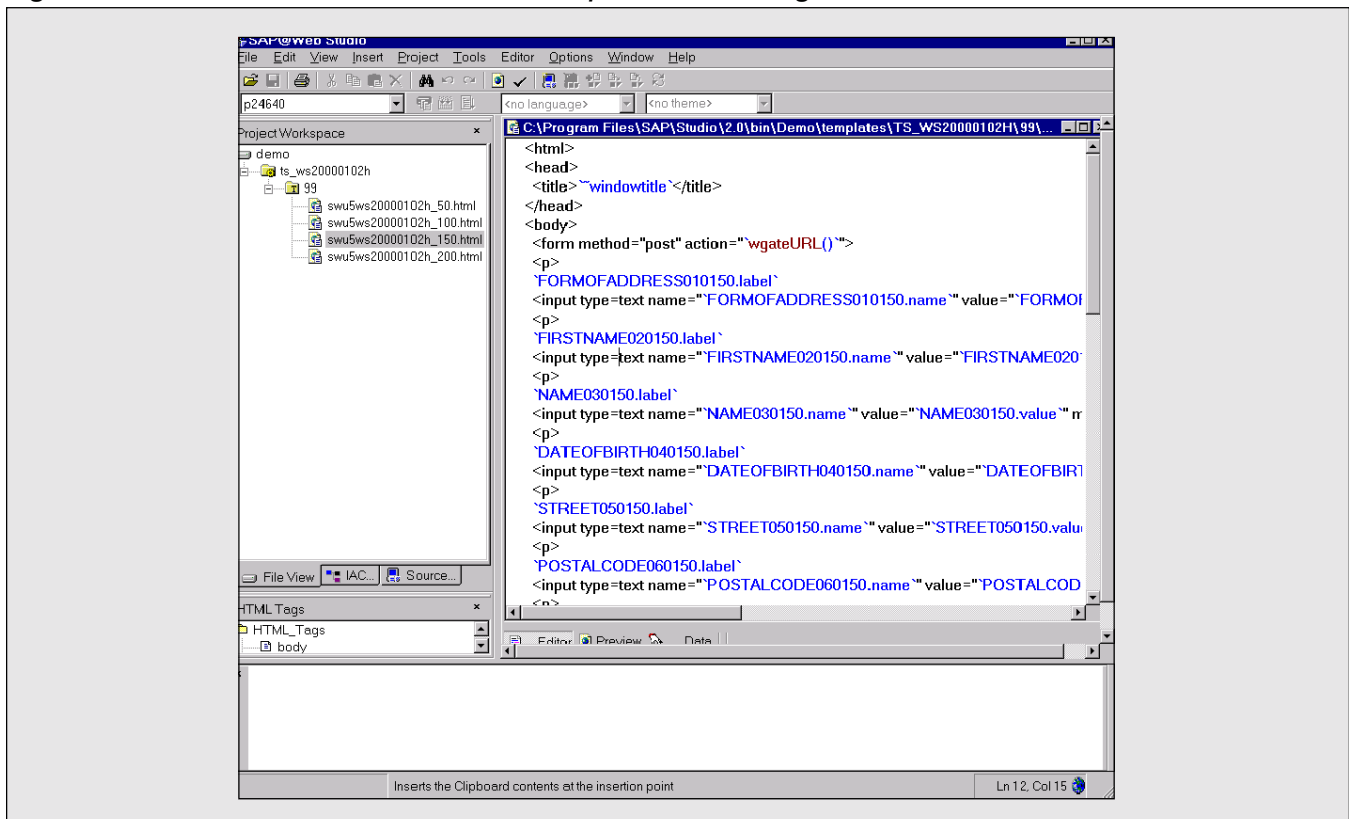 SAP@Web Studio
File Edit View Insert Project Tools Editor Options Window Help
p24640 <no language> <no theme>
Project Workspace
demo
ts_ws20000102h
99
swu5ws20000102h_50.html
swu5ws20000102h_100.html
swu5ws20000102h_150.html
swu5ws20000102h_200.html
File View IAC... Source...
HTML Tags
HTML_Tags
body
C:\Program Files\SAP\Studio\2.0\bin\Demo\templates\TS_WS20000102H\99\...
<html>
<head>
<title>`~windowtitle`</title>
</head>
<body>
<form method="post" action="`wgateURL()`">
<p>
`FORMOFADDRESS010150.label`
<input type=text name="`FORMOFADDRESS010150.name`" value="`FORMOF
<p>
`FIRSTNAME020150.label`
<input type=text name="`FIRSTNAME020150.name`" value="`FIRSTNAME020
<p>
`NAME030150.label`
<input type=text name="`NAME030150.name`" value="`NAME030150.value`" m
<p>
`DATEOFBIRTH040150.label`
<input type=text name="`DATEOFBIRTH040150.name`" value="`DATEOFBIRT
<p>
`STREET050150.label`
<input type=text name="`STREET050150.name`" value="`STREET050150.valu
<p>
`POSTALCODE060150.label`
<input type=text name="`POSTALCODE060150.name`" value="`POSTALCOD
<p>
Editor Preview Data
Inserts the Clipboard contents at the insertion point
Ln 12, Col 15